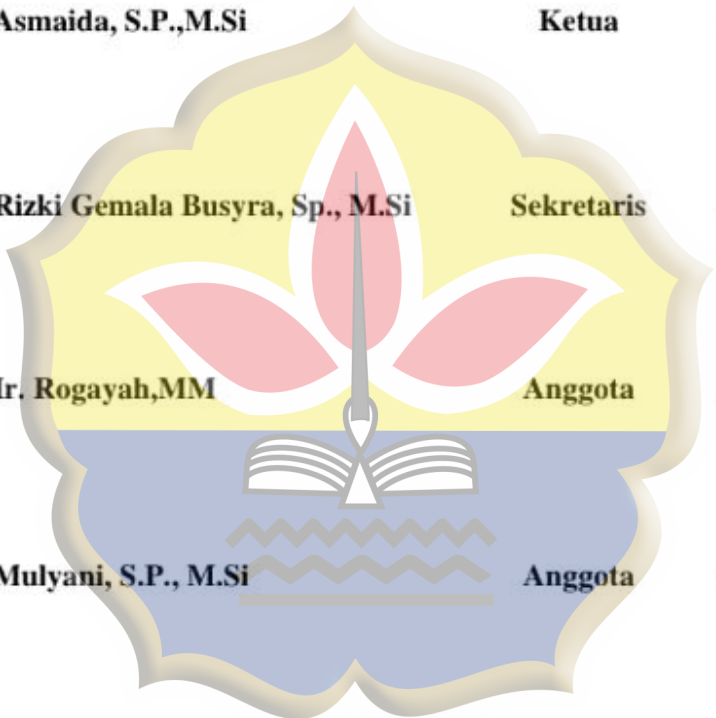 Asmaida, S.P.,M.Si Ketua
Rizki Gemala Busyra, Sp., M.Si Sekretaris
Ir. Rogayah,MM Anggota
Mulyani, S.P., M.Si Anggota